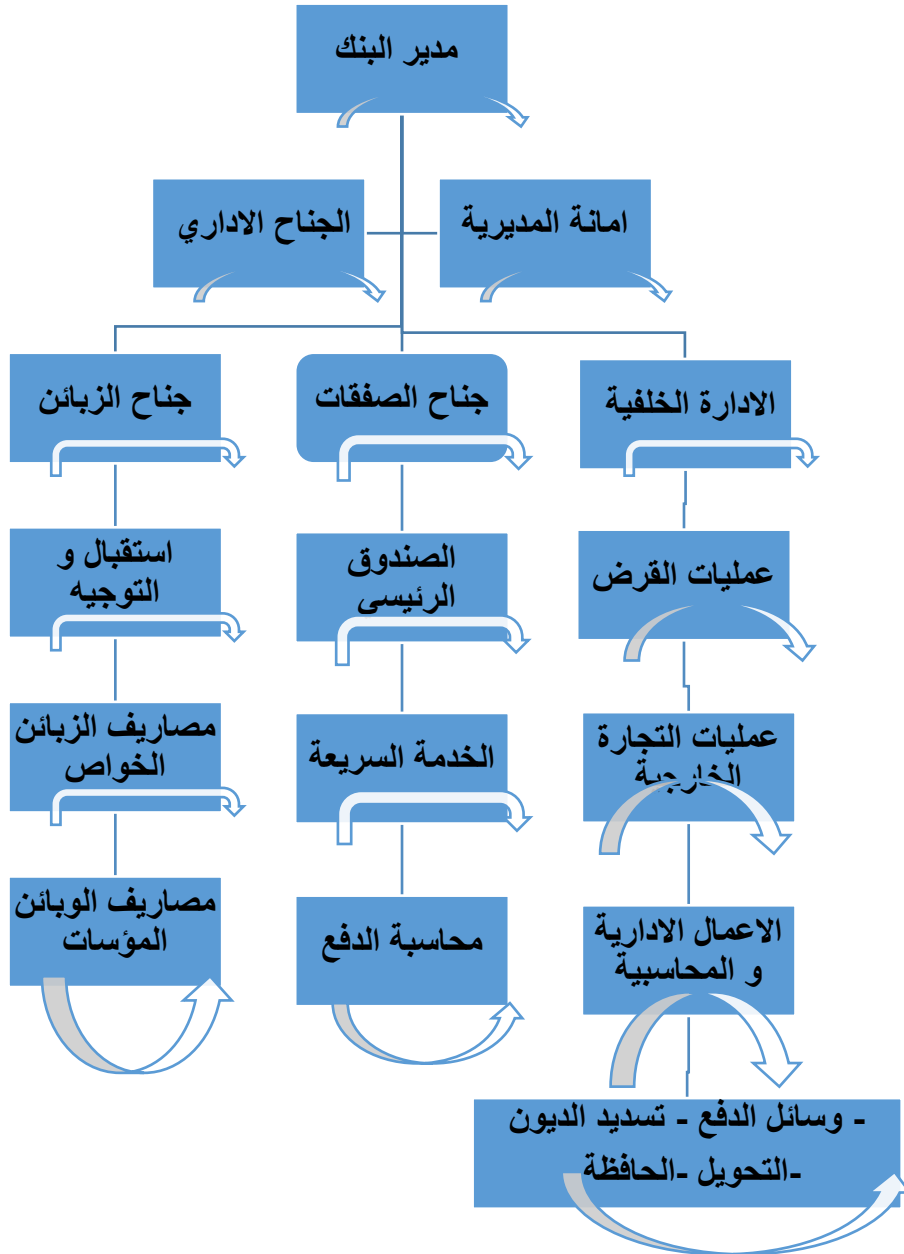 مدير البنك
امانة المديرية
الجناح الاداري
الادارة الخلفية
جناح الصفقات
جناح الزبائن
عمليات القرض
الصندوق
الرئيسي
استقبال و
التوجيه
عمليات التجارة
الخارجية
الخدمة السريعة
مصاريف الزبائن
الخواص
الاعمال الادارية
و المحاسبية
محاسبة الدفع
مصاريف الوبائن
المؤسات
- وسائل الدفع - تسديد الديون
-التحويل -الحافظة